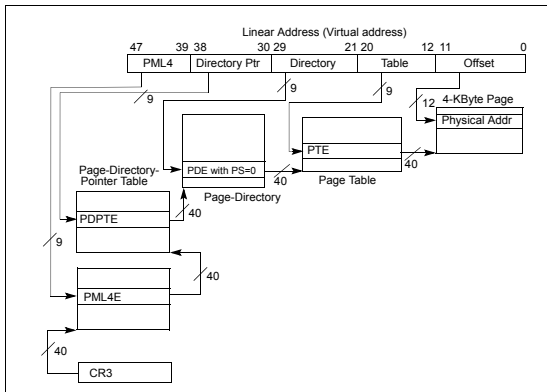 Linear Address (Virtual address)
47 39 38 30 29 21 20 12 11 0
PML4 Directory Ptr Directory Table Offset
9 9 9 12 4-KByte Page
Physical Addr
PTE
40
PDE with PS=0
40 Page Table
Page-Directory-
Pointer Table
Page-Directory
40
PDPTE
9
40
PML4E
40
CR3